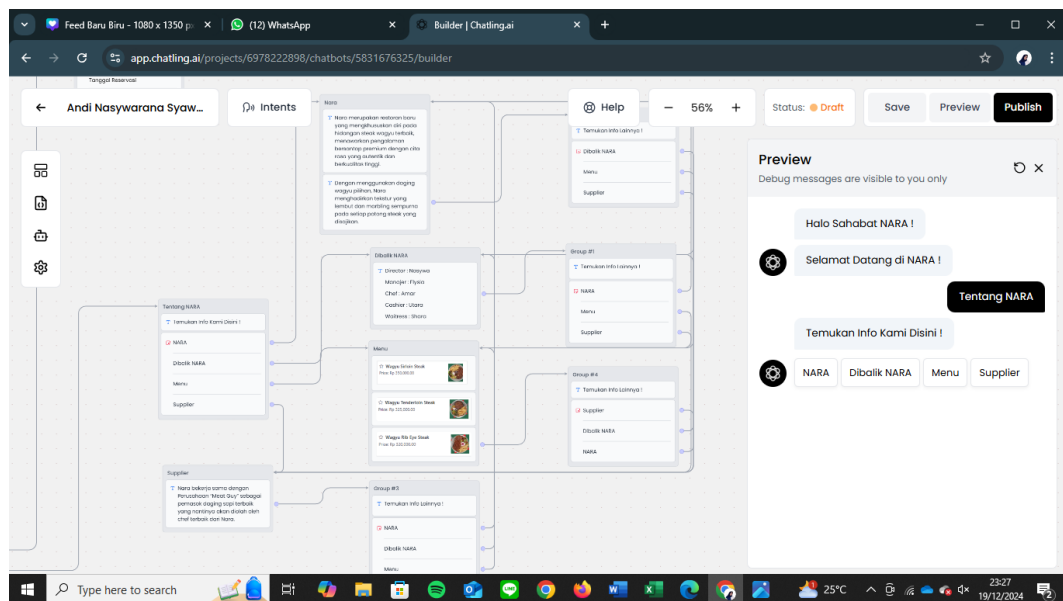 Feed Baru Biru - 1080 x 1350 p
(12) WhatsApp
Builder | Chatling.ai
app.chatling.ai/projects/6978222898/chatbots/5831676325/builder
Tanggal Reservasi
Andi Nasywarana Syaw...
Intents
Help
56%
Status: Draft
Save
Preview
Publish
Nara
Nara merupakan restoran baru
yang mengkhususkan diri pada
hidangan steak wagyu terbaik,
menawarkan pengalaman
bersantap premium dengan cita
rasa yang autentik dan
berkualitas tinggi.
Dengan menggunakan daging
wagyu pilihan, Nara
menghadirkan tekstur yang
lembut dan marbling sempurna
pada setiap potong steak yang
disajikan.
Temukan Info Lainnya !
Dibalik NARA
Menu
Supplier
Dibalik NARA
Director : Nasywa
Manajer : Flysia
Chef : Amar
Cashier : Utara
Waitress : Shara
Group #1
Temukan Info Lainnya !
NARA
Menu
Supplier
Tentang NARA
Temukan Info Kami Disini !
NARA
Dibalik NARA
Menu
Supplier
Menu
Wagyu Sirloin Steak
Wagyu Tenderloin Steak
Wagyu Rib Eye Steak
Group #4
Temukan Info Lainnya !
Supplier
Dibalik NARA
NARA
Supplier
Nara bekerja sama dengan
Perusahaan "Meat Guy" sebagai
pemasok daging sapi terbaik
yang nantinya akan diolah oleh
chef terbaik dari Nara.
Group #3
Temukan Info Lainnya !
NARA
Dibalik NARA
Menu
Preview
Debug messages are visible to you only
Halo Sahabat NARA !
Selamat Datang di NARA !
Tentang NARA
Temukan Info Kami Disini !
NARA
Dibalik NARA
Menu
Supplier
Type here to search
25°C
23:27
19/12/2024